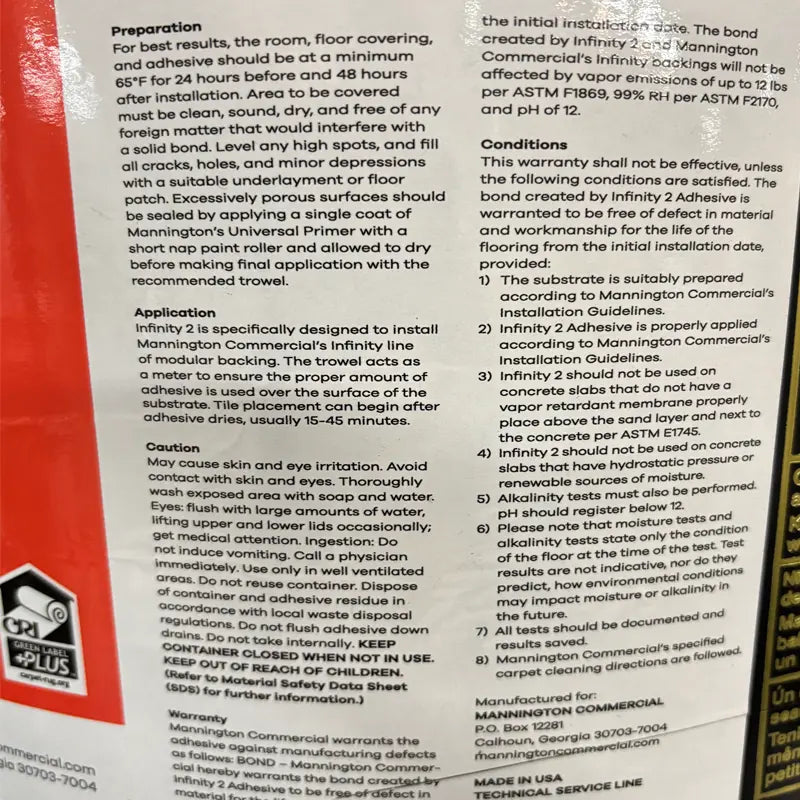 Preparation
For best results, the room, floor covering,
and adhesive should be at a minimum
65°F for 24 hours before and 48 hours
after installation. Area to be covered
must be clean, sound, dry, and free of any
foreign matter that would interfere with
a solid bond. Level any high spots, and fill
all cracks, holes, and minor depressions
with a suitable underlayment or floor
patch. Excessively porous surfaces should
be sealed by applying a single coat of
Mannington's Universal Primer with a
short nap paint roller and allowed to dry
before making final application with the
recommended trowel.
Application
Infinity 2 is specifically designed to install
Mannington Commercial's Infinity line
of modular backing. The trowel acts as
a meter to ensure the proper amount of
adhesive is used over the surface of the
substrate. Tile placement can begin after
adhesive dries, usually 15-45 minutes.
Caution
May cause skin and eye irritation. Avoid
contact with skin and eyes. Thoroughly
wash exposed area with soap and water.
Eyes: flush with large amounts of water,
lifting upper and lower lids occasionally;
get medical attention. Ingestion: Do
not induce vomiting. Call a physician
immediately. Use only in well ventilated
areas. Do not reuse container. Dispose
of container and adhesive residue in
accordance with local waste disposal
regulations. Do not flush adhesive down
drains. Do not take internally. KEEP
CONTAINER CLOSED WHEN NOT IN USE.
KEEP OUT OF REACH OF CHILDREN.
(Refer to Material Safety Data Sheet
(SDS) for further information.)
Warranty
Mannington Commercial warrants the
adhesive against manufacturing defects
as follows: BOND – Mannington Commer-
cial hereby warrants the bond created by
Infinity 2 Adhesive to be free of defect in
material for the
the initial installation date. The bond
created by Infinity 2 and Mannington
Commercial's Infinity backings will not be
affected by vapor emissions of up to 12 lbs
per ASTM F1869, 99% RH per ASTM F2170,
and pH of 12.
Conditions
This warranty shall not be effective, unless
the following conditions are satisfied. The
bond created by Infinity 2 Adhesive is
warranted to be free of defect in material
and workmanship for the life of the
flooring from the initial installation date,
provided:
1) The substrate is suitably prepared
according to Mannington Commercial's
Installation Guidelines.
2) Infinity 2 Adhesive is properly applied
according to Mannington Commercial's
Installation Guidelines.
3) Infinity 2 should not be used on
concrete slabs that do not have a
vapor retardant membrane properly
place above the sand layer and next to
the concrete per ASTM E1745.
4) Infinity 2 should not be used on concrete
slabs that have hydrostatic pressure or
renewable sources of moisture.
5) Alkalinity tests must also be performed.
pH should register below 12.
6) Please note that moisture tests and
alkalinity tests state only the condition
of the floor at the time of the test. Test
results are not indicative, nor do they
predict, how environmental conditions
may impact moisture or alkalinity in
the future.
7) All tests should be documented and
results saved.
8) Mannington Commercial's specified
carpet cleaning directions are followed.
Manufactured for:
MANNINGTON COMMERCIAL
P.O. Box 12281
Calhoun, Georgia 30703-7004
manningtoncommercial.com
MADE IN USA
TECHNICAL SERVICE LINE
CRI
GREEN LABEL
+PLUS
carpet-rug.org
ommercial.com
gia 30703-7004
Ún
Teni
mên
petit